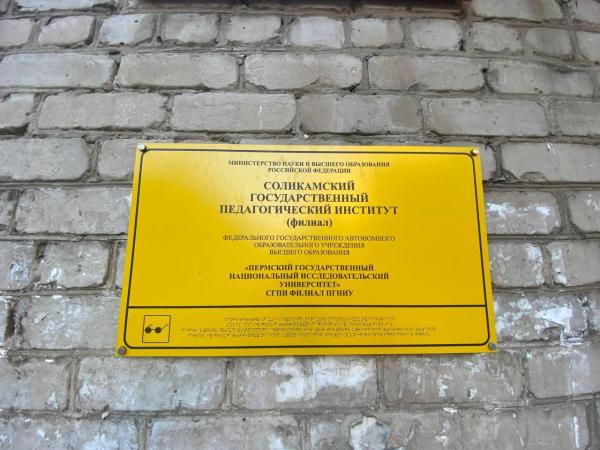 МИНИСТЕРСТВО НАУКИ И ВЫСШЕГО ОБРАЗОВАНИЯ
РОССИЙСКОЙ ФЕДЕРАЦИИ
СОЛИКАМСКИЙ
ГОСУДАРСТВЕННЫЙ
ПЕДАГОГИЧЕСКИЙ ИНСТИТУТ
(филиал)
ФЕДЕРАЛЬНОГО ГОСУДАРСТВЕННОГО АВТОНОМНОГО
ОБРАЗОВАТЕЛЬНОГО УЧРЕЖДЕНИЯ
ВЫСШЕГО ОБРАЗОВАНИЯ
«ПЕРМСКИЙ ГОСУДАРСТВЕННЫЙ
НАЦИОНАЛЬНЫЙ ИССЛЕДОВАТЕЛЬСКИЙ
УНИВЕРСИТЕТ»
СГПИ ФИЛИАЛ ПГНИУ